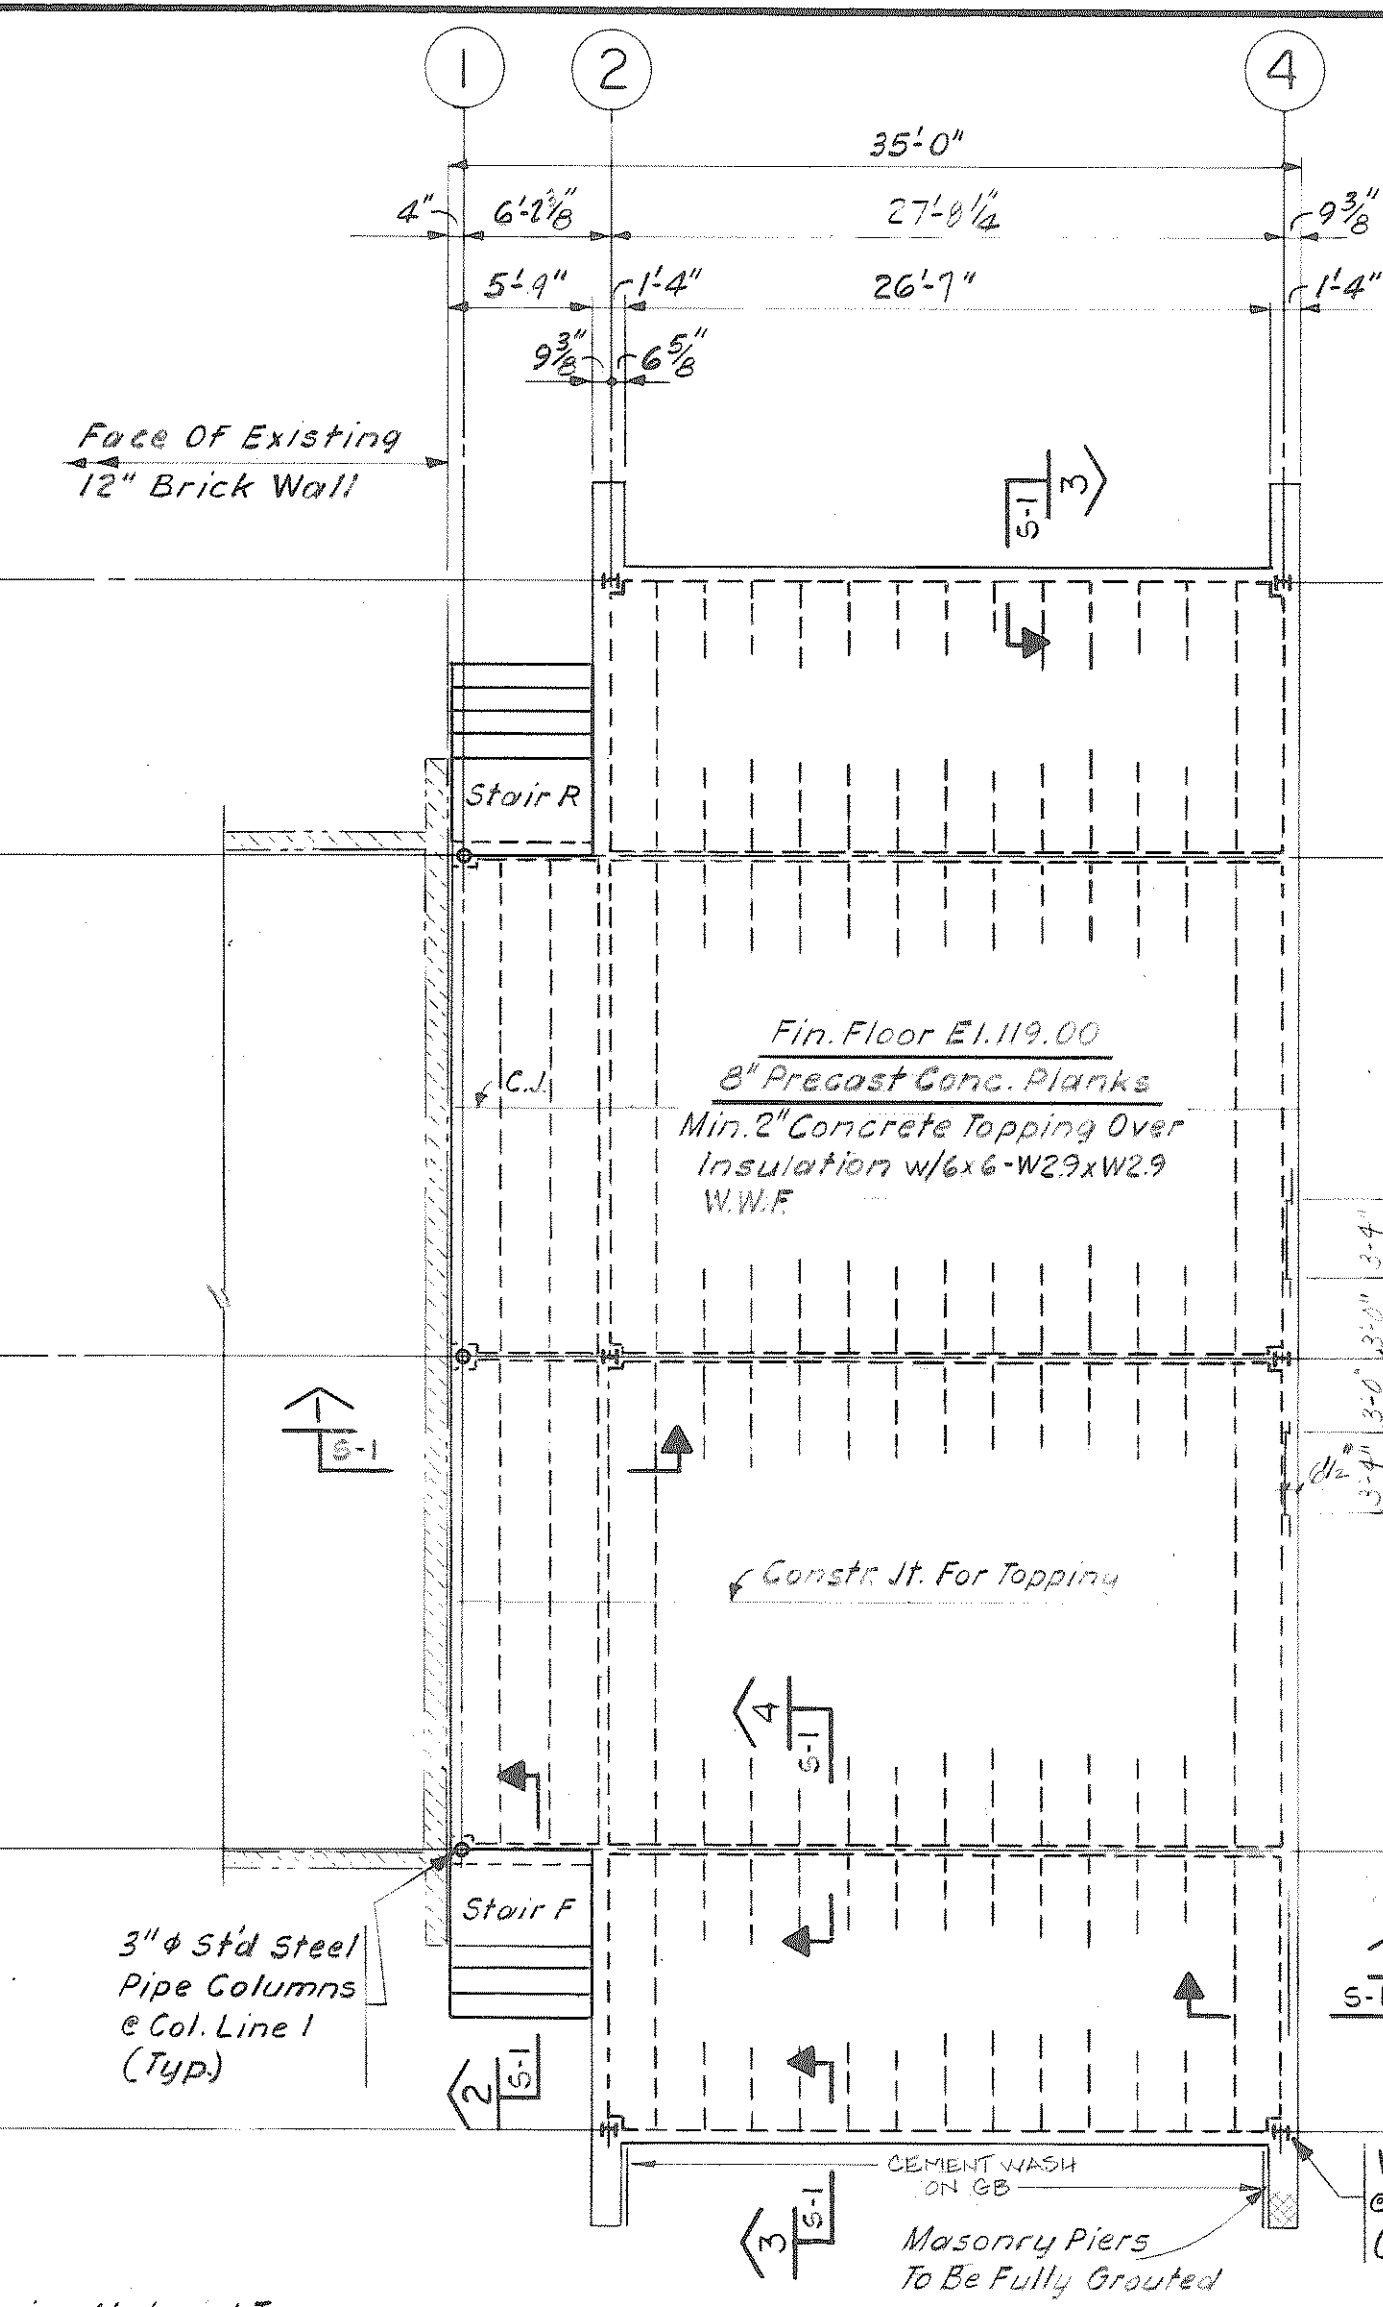 1
2
4
35'-0"
4"
6'-2 3/8"
27'-8 1/4"
9 3/8"
5'-9"
1'-4"
26'-7"
1'-4"
9 3/8"
6 5/8"
Face Of Existing
12" Brick Wall
3
S-1
Stair R
Fin. Floor El. 119.00
8" Precast Conc. Planks
C.J.
Min. 2" Concrete Topping Over
Insulation w/6x6-W2.9xW2.9
W.W.F.
3'-4"
3'-0"
3'-0"
3'-4"
1
S-1
6 1/2"
Constr. Jt. For Topping
4
S-1
Stair F
3" φ St'd Steel
Pipe Columns
@ Col. Line 1
(Typ.)
S-1
2
S-1
CEMENT WASH
ON GB
3
S-1
Masonry Piers
To Be Fully Grouted
@